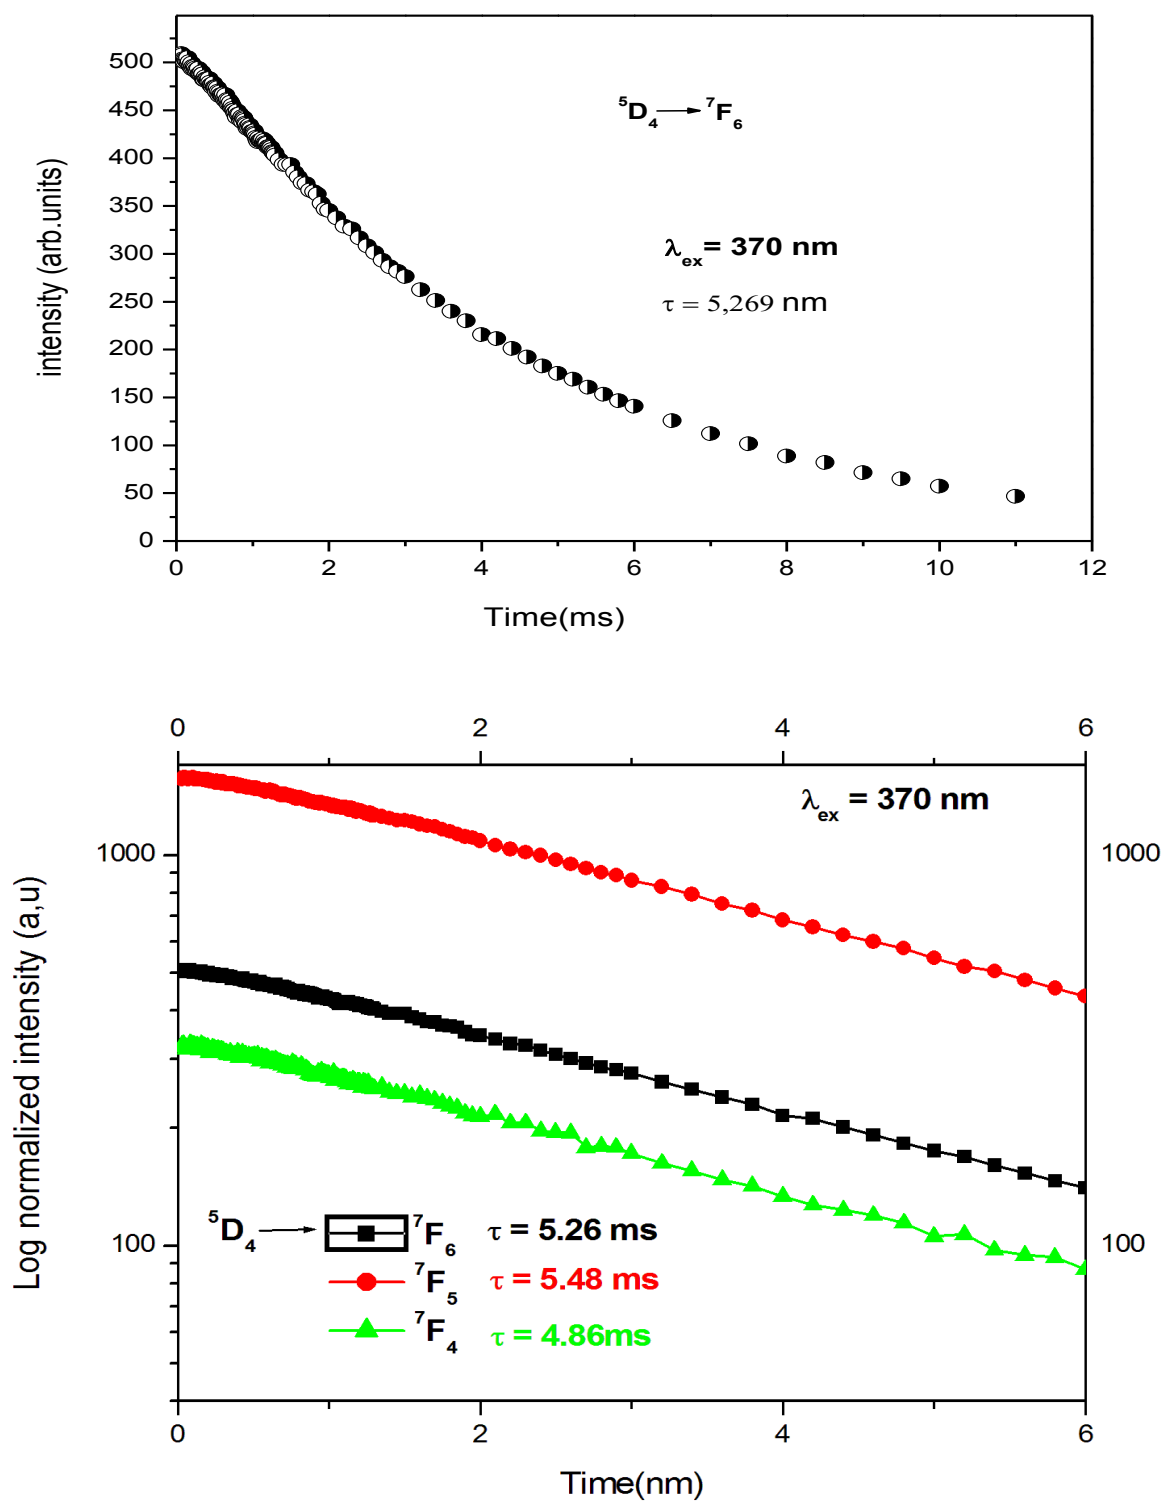 500
450
400
350
300
250
200
150
100
50
0
intensity (arb.units)
⁵D₄ → ⁷F₆
λex = 370 nm
τ = 5,269 nm
0 2 4 6 8 10 12
Time(ms)
0 2 4 6
λex = 370 nm
1000 1000
Log normalized intensity (a,u)
⁵D₄ → ⁷F₆ τ = 5.26 ms
100 100
⁷F₅ τ = 5.48 ms
⁷F₄ τ = 4.86ms
0 2 4 6
Time(nm)